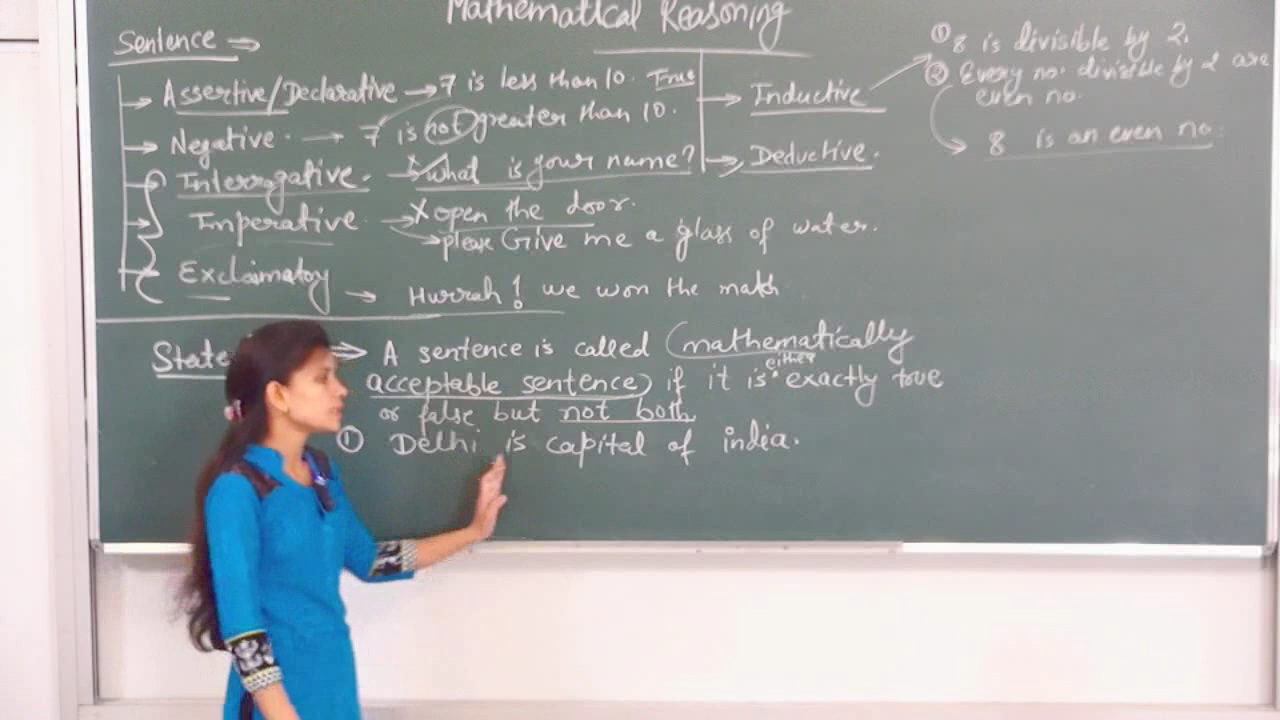 Mathematical Reasoning
Sentence ⇒
Assertive/Declarative → 7 is less than 10. True
Negative. → 7 is not greater than 10.
Interrogative. → x What is your name?
Imperative → x open the door.
→ please Give me a glass of water.
Exclaimatory → Hurrah! we won the match
Inductive
Deductive.
① 8 is divisible by 2.
② Every no. divisible by 2 are
even no.
→ 8 is an even no.
State ⇒ A sentence is called (mathematically
acceptable sentence) if it is either exactly true
or false but not both.
① Delhi is capital of india.